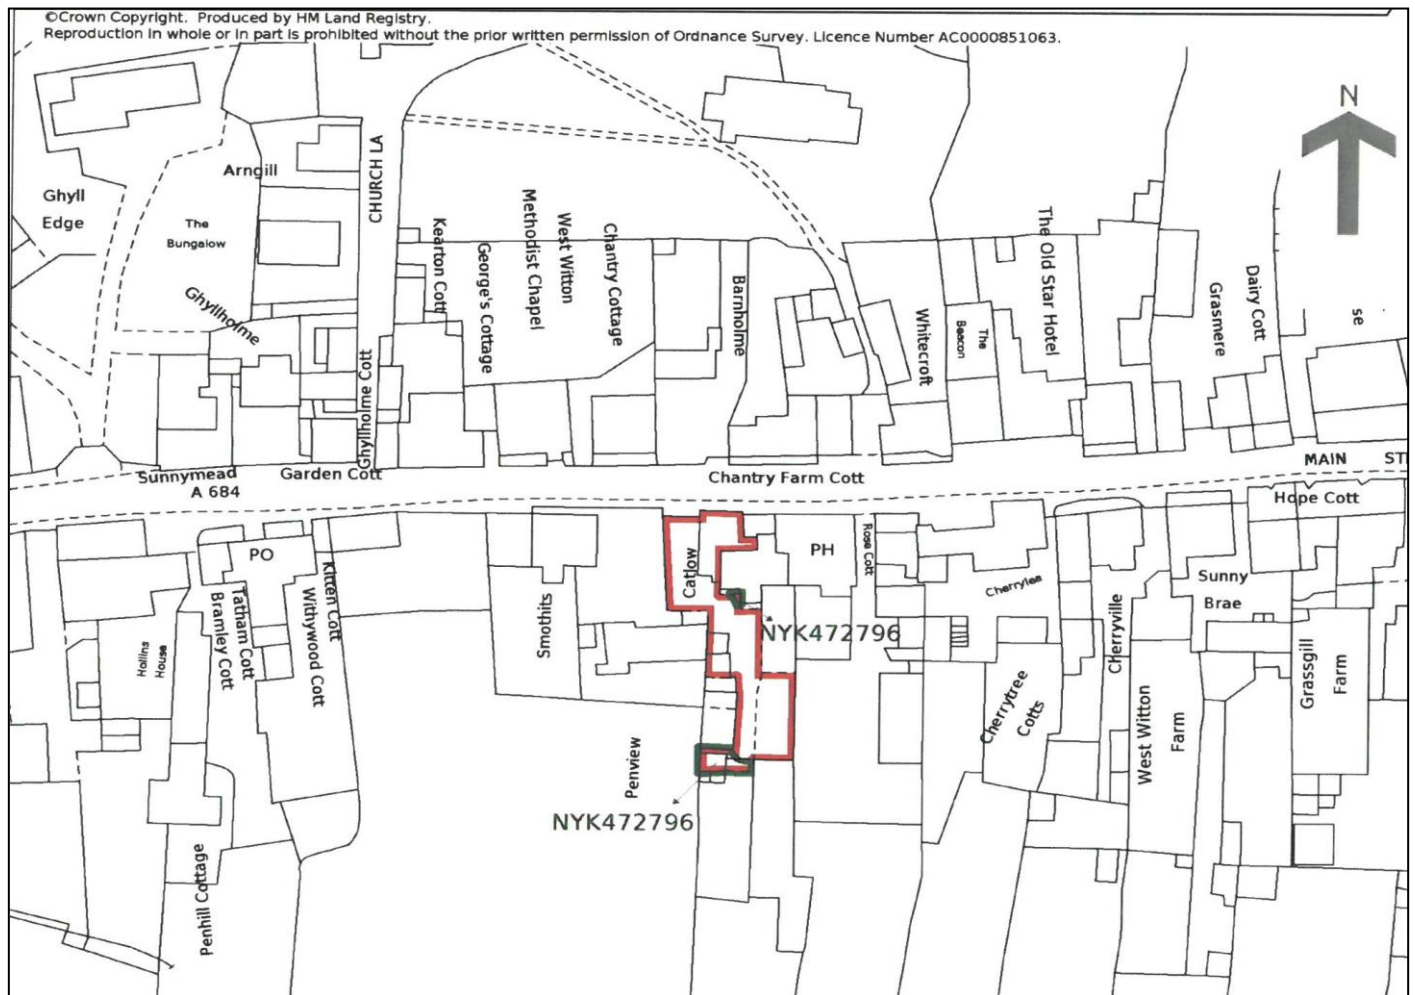 ©Crown Copyright. Produced by HM Land Registry.
Reproduction in whole or in part is prohibited without the prior written permission of Ordnance Survey. Licence Number AC0000851063.
N
CHURCH LA
Arngill
Ghyll
Edge
The
Bungalow
Ghyllholme
Kearton Cott
George's Cottage
Methodist Chapel
West Witton
Chantry Cottage
Barnholme
Whitecroft
The
Beacon
The Old Star Hotel
Grasmere
Dairy Cott
se
Ghyllholme Cott
Sunnymead
A 684
Garden Cott
Chantry Farm Cott
MAIN ST
Hope Cott
PO
Kitten Cott
Withywood Cott
Tatham Cott
Bramley Cott
Hollins
House
Smothits
Catlow
PH
Rose Cott
Cherrylea
Cherryville
Sunny
Brae
NYK472796
Cherrytree
Cotts
West Witton
Farm
Grassgill
Farm
Penview
NYK472796
Penhill Cottage